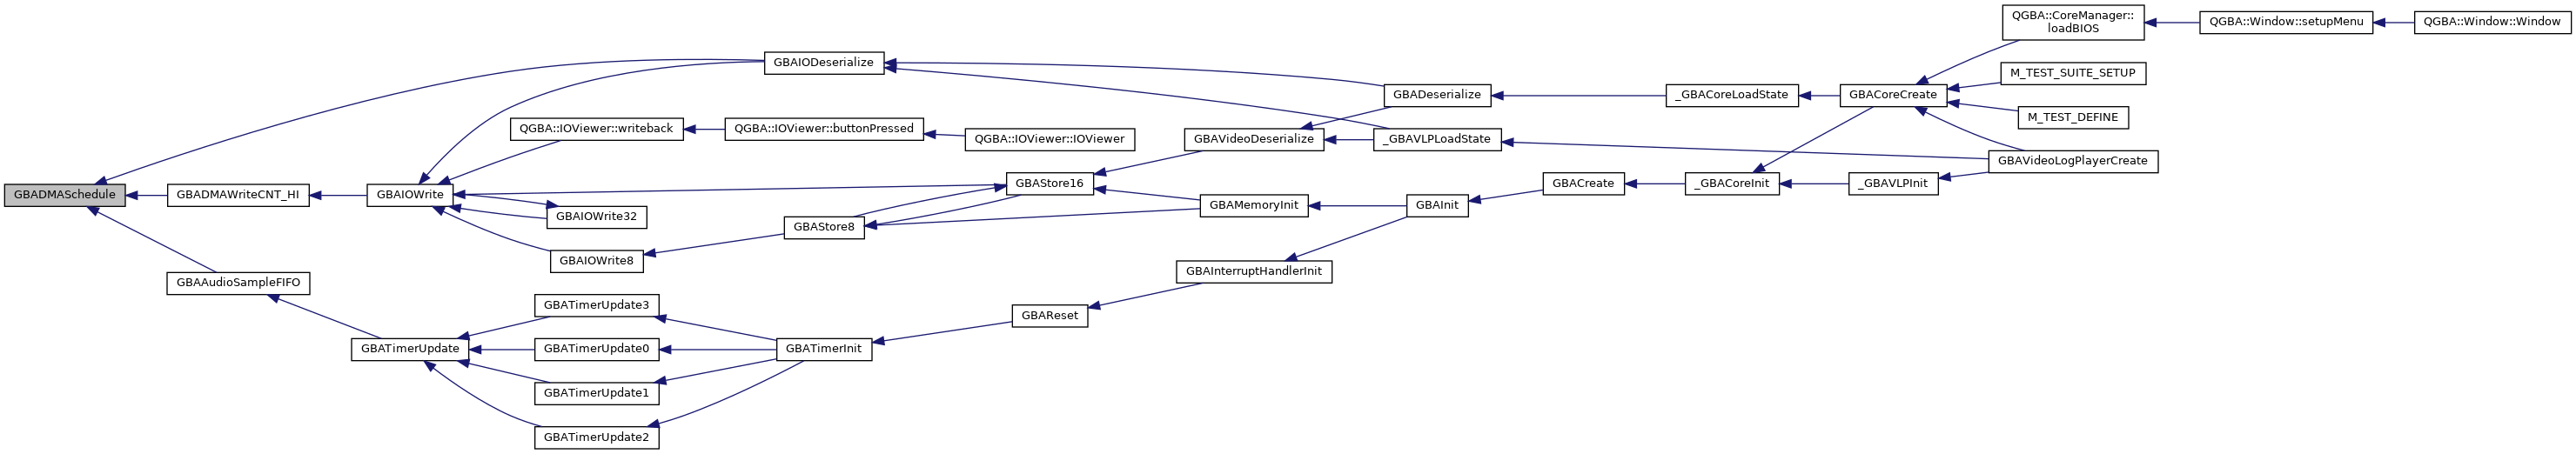 GBADMASchedule
GBADMAWriteCNT_HI
GBAAudioSampleFIFO
GBAIOWrite
GBATimerUpdate
GBAIODeserialize
QGBA::IOViewer::writeback
QGBA::IOViewer::buttonPressed
QGBA::IOViewer::IOViewer
GBAIOWrite32
GBAIOWrite8
GBAStore8
GBAStore16
GBATimerUpdate3
GBATimerUpdate0
GBATimerUpdate1
GBATimerUpdate2
GBATimerInit
GBAReset
GBAInterruptHandlerInit
GBAVideoDeserialize
GBAMemoryInit
GBADeserialize
_GBAVLPLoadState
GBAInit
GBACreate
_GBACoreLoadState
_GBACoreInit
GBACoreCreate
_GBAVLPInit
QGBA::CoreManager::
loadBIOS
M_TEST_SUITE_SETUP
M_TEST_DEFINE
GBAVideoLogPlayerCreate
QGBA::Window::setupMenu
QGBA::Window::Window